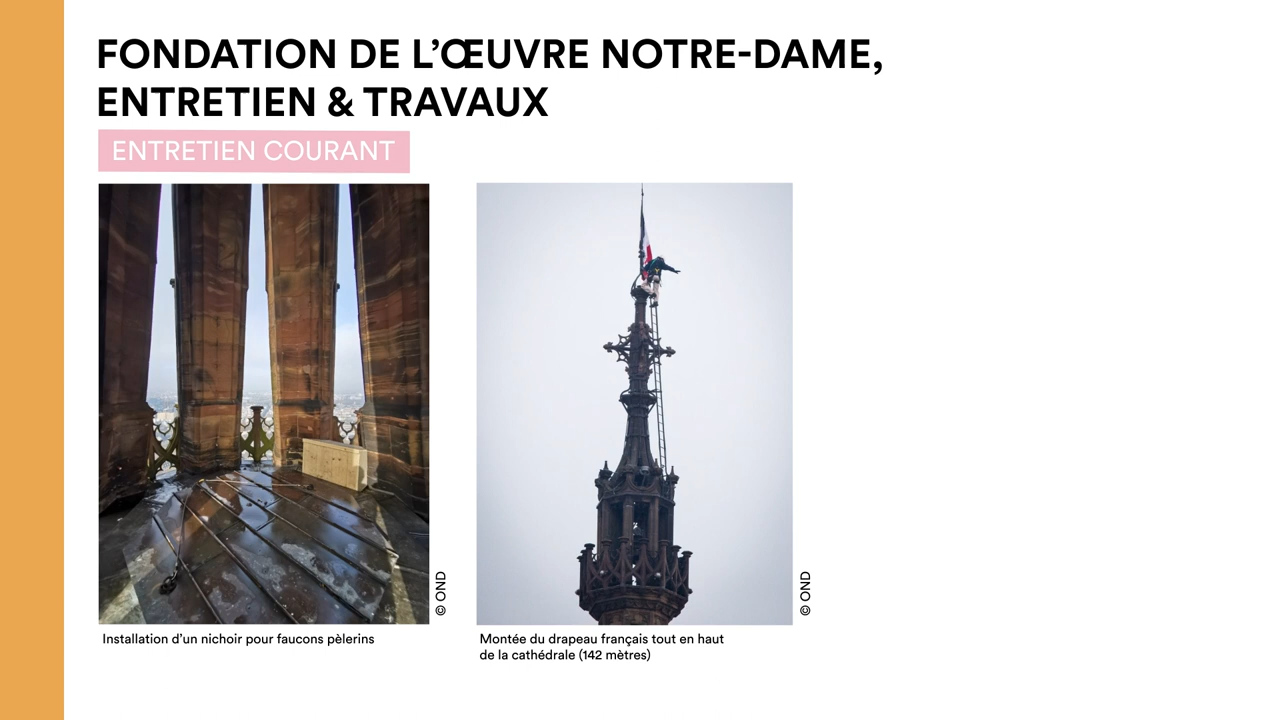 FONDATION DE L’ŒUVRE NOTRE-DAME,
ENTRETIEN & TRAVAUX
ENTRETIEN COURANT
© OND
Installation d’un nichoir pour faucons pèlerins
© OND
Montée du drapeau français tout en haut
de la cathédrale (142 mètres)